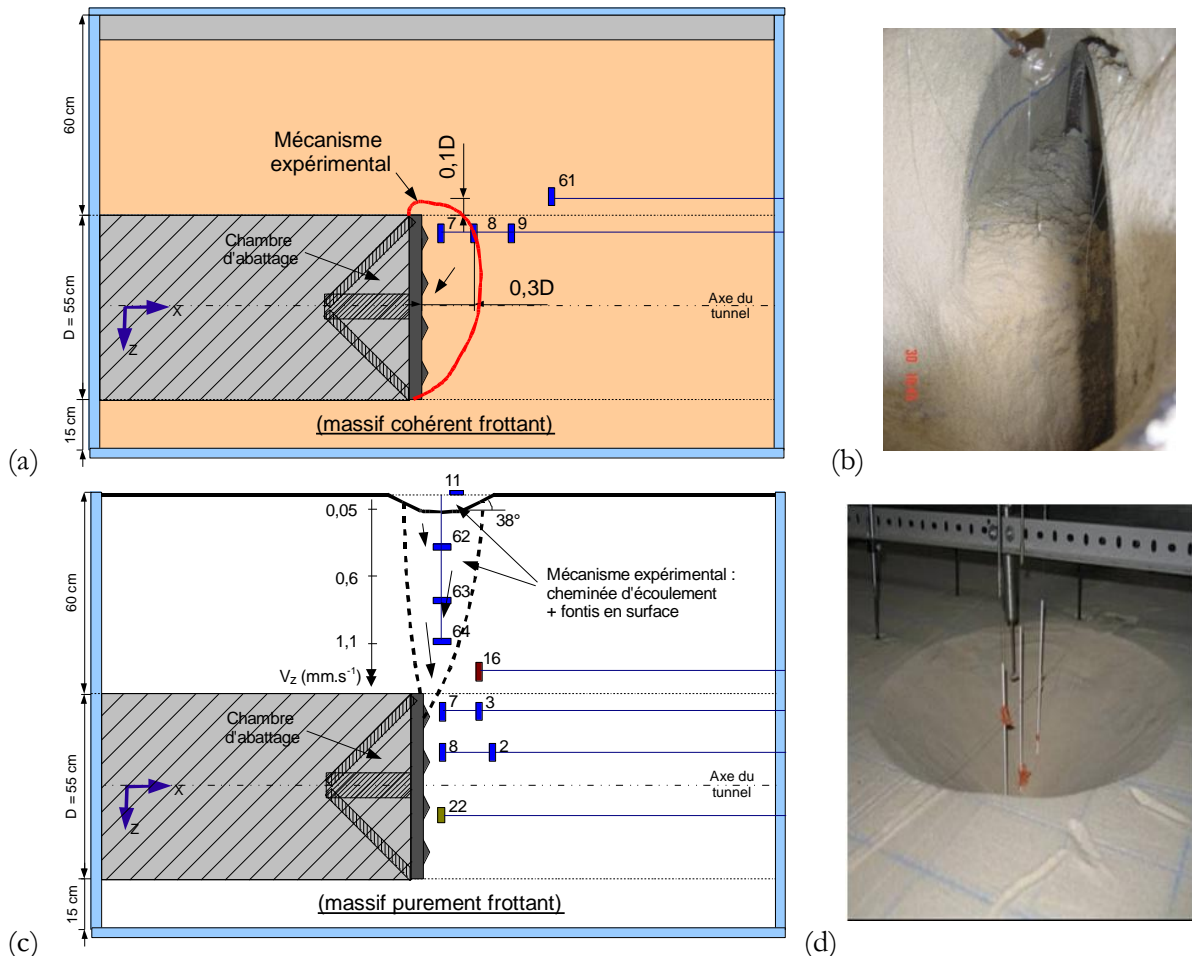 60 cm
D = 55 cm
15 cm
Mécanisme
expérimental
0,1D
61
7
8
9
Chambre
d'abattage
0,3D
X
Z
Axe du
tunnel
(massif cohérent frottant)
(a)
(b)
11
0,05
38°
62
0,6
Mécanisme expérimental :
cheminée d'écoulement
+ fontis en surface
63
1,1
64
Vz (mm.s-1)
16
60 cm
D = 55 cm
15 cm
7
3
Chambre
d'abattage
8
2
X
Z
Axe du
tunnel
22
(massif purement frottant)
(c)
(d)